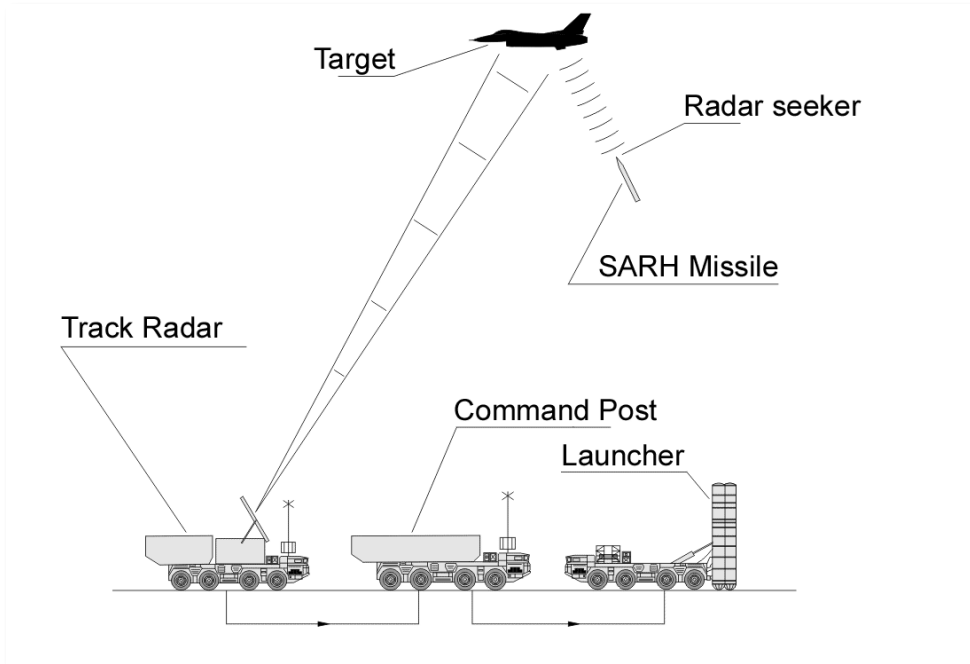 Target
Radar seeker
SARH Missile
Track Radar
Command Post
Launcher